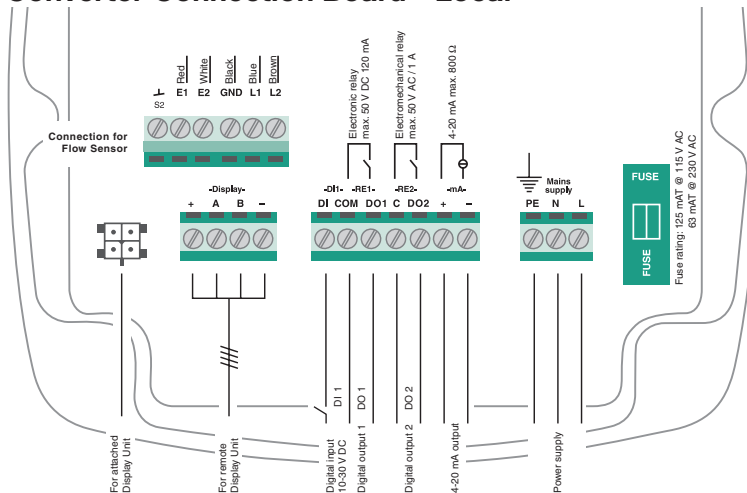 Converter Connection Board - Local
Red
White
Black
Blue
Brown
S2
E1 E2 GND L1 L2
Connection for
Flow Sensor
Electronic relay
max. 50 V DC 120 mA
Electromechanical relay
max. 50 V AC / 1 A
4-20 mA max. 800 Ω
-Display-
+ A B -
-DI1- -RE1- -RE2- -mA-
DI COM DO1 C DO2 + -
Mains
supply
PE N L
FUSE
FUSE
Fuse rating: 125 mAT @ 115 V AC
63 mAT @ 230 V AC
DI 1
DO 1
DO 2
For attached
Display Unit
For remote
Display Unit
Digital input
10-30 V DC
Digital output 1
Digital output 2
4-20 mA output
Power supply